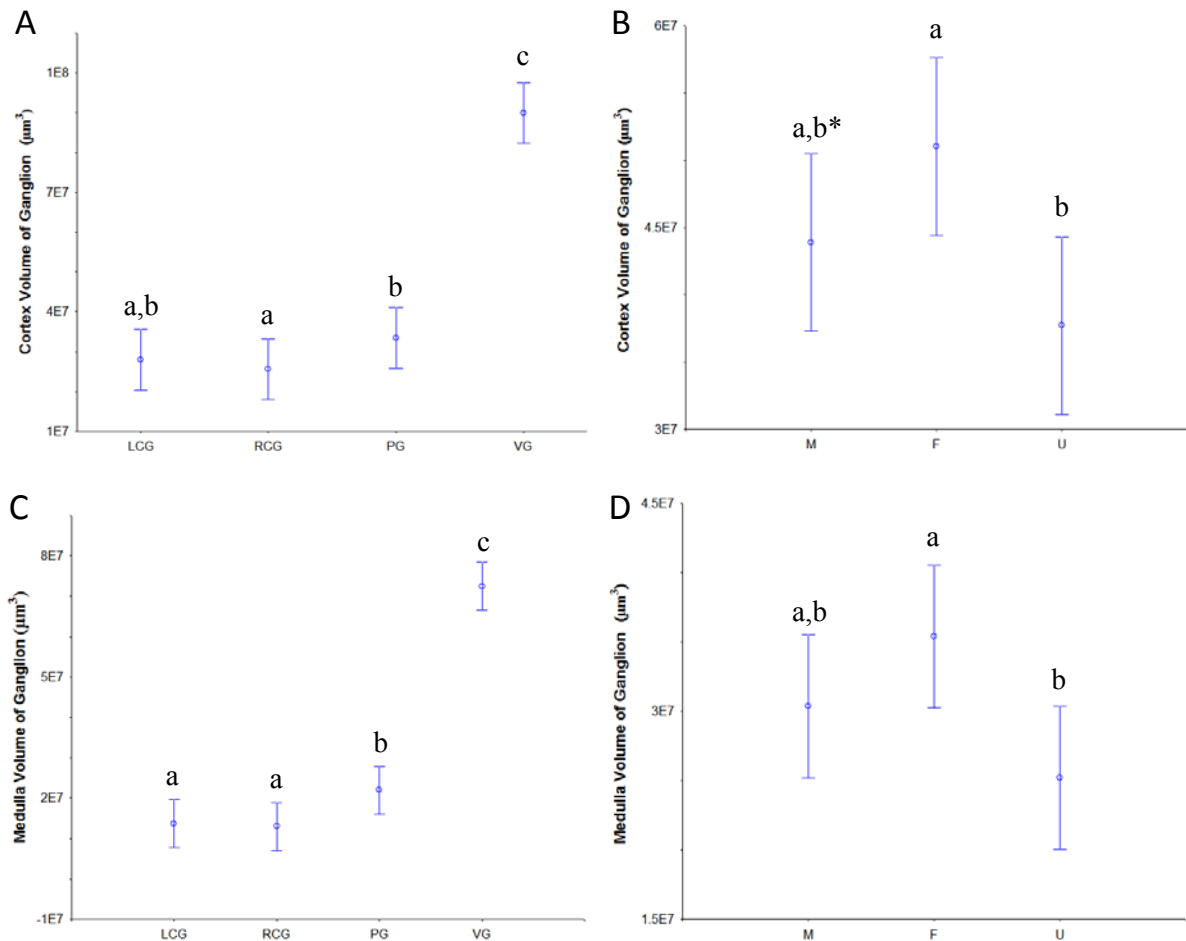 A
Cortex Volume of Ganglion (µm³)
1E8
7E7
4E7
1E7
a,b
a
b
c
LCG RCG PG VG
B
Cortex Volume of Ganglion (µm³)
6E7
4.5E7
3E7
a,b*
a
b
M F U
C
Medulla Volume of Ganglion (µm³)
8E7
5E7
2E7
-1E7
a
a
b
c
LCG RCG PG VG
D
Medulla Volume of Ganglion (µm³)
4.5E7
3E7
1.5E7
a,b
a
b
M F U